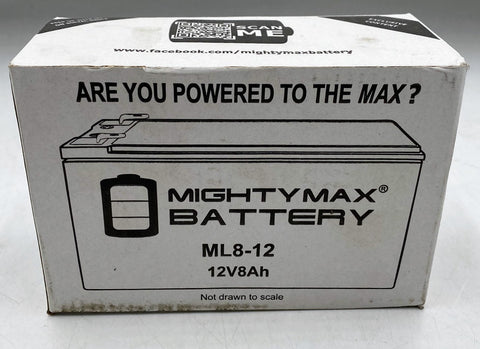 SCAN
ME
EXCLUSIVE
www.facebook.com/mightymaxbattery
ARE YOU POWERED TO THE MAX?
MIGHTYMAX®
BATTERY
ML8-12
12V8Ah
Not drawn to scale